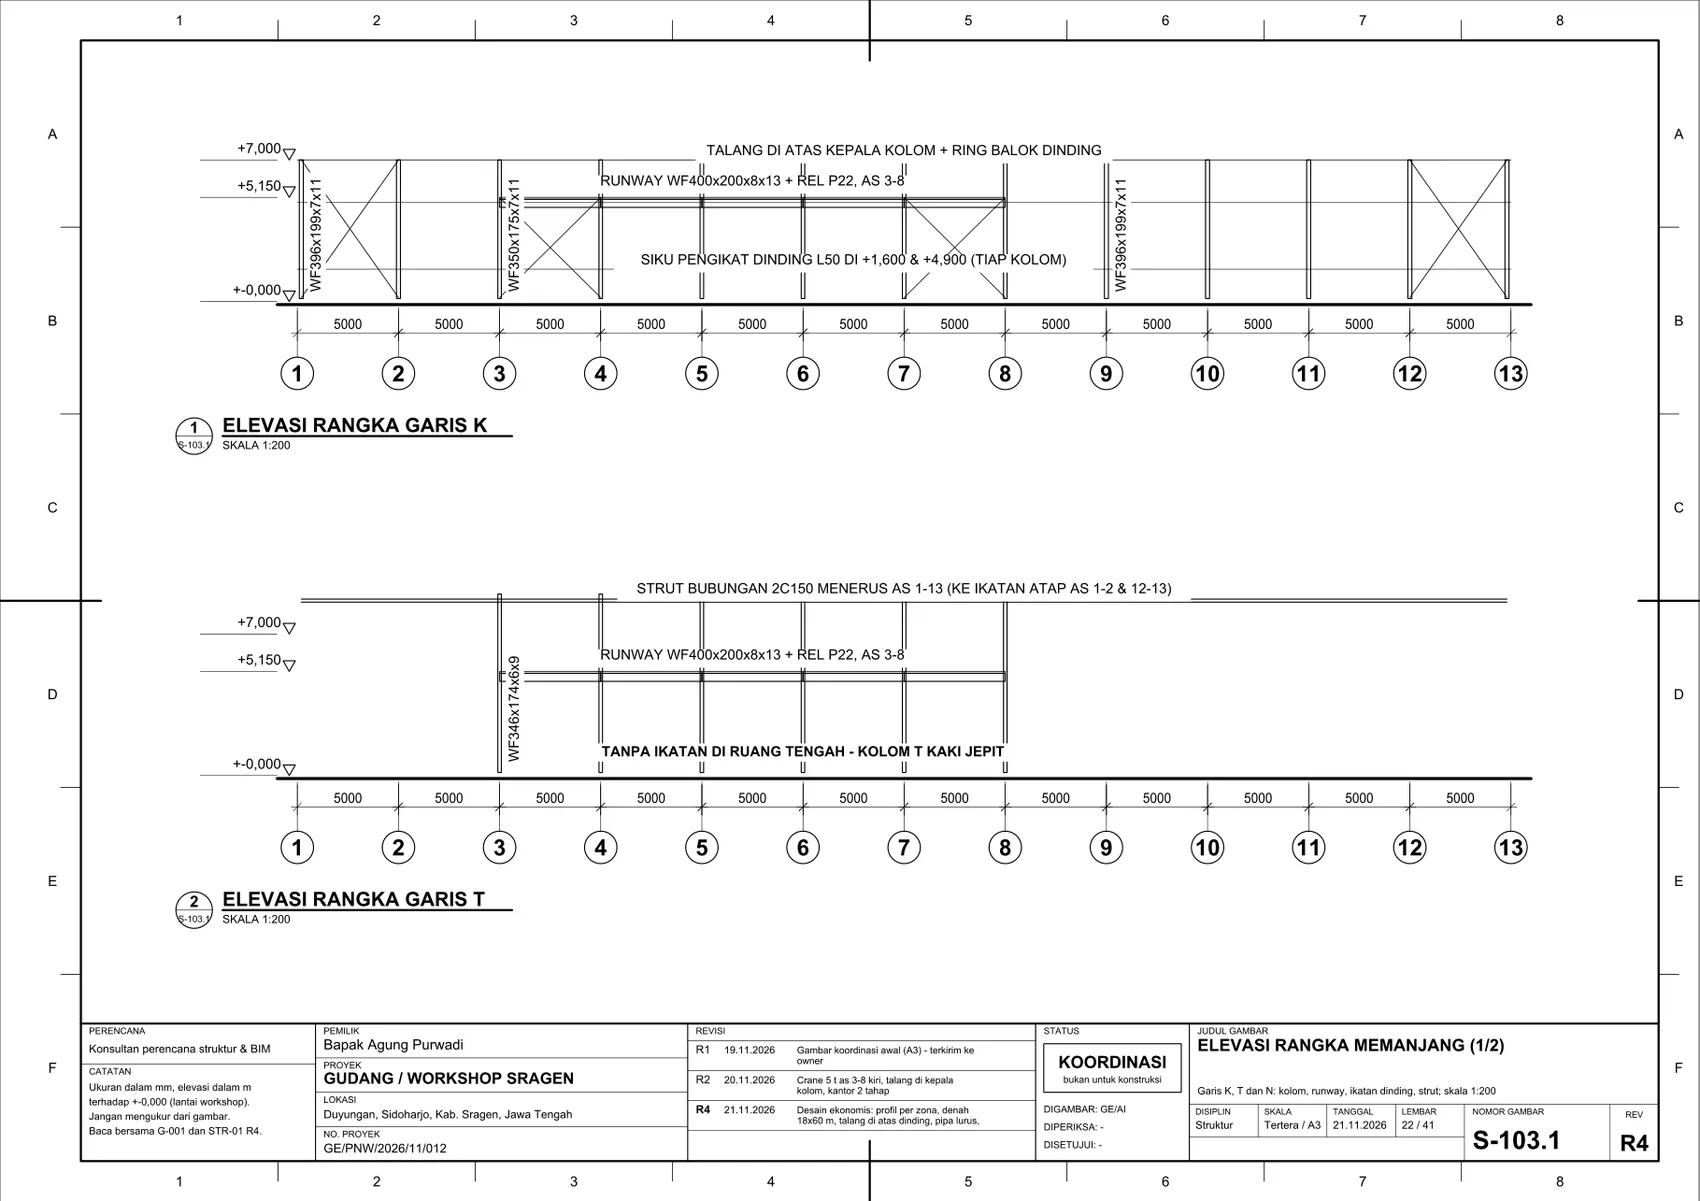 1 2 3 4 5 6 7 8
A A
+7,000
TALANG DI ATAS KEPALA KOLOM + RING BALOK DINDING
+5,150
RUNWAY WF400x200x8x13 + REL P22, AS 3-8
WF396x199x7x11
WF350x175x7x11
WF396x199x7x11
SIKU PENGIKAT DINDING L50 DI +1,600 & +4,900 (TIAP KOLOM)
+-0,000
B B
5000 5000 5000 5000 5000 5000 5000 5000 5000 5000 5000 5000
1 2 3 4 5 6 7 8 9 10 11 12 13
1
S-103.1
ELEVASI RANGKA GARIS K
SKALA 1:200
C C
STRUT BUBUNGAN 2C150 MENERUS AS 1-13 (KE IKATAN ATAP AS 1-2 & 12-13)
+7,000
+5,150
RUNWAY WF400x200x8x13 + REL P22, AS 3-8
WF346x174x6x9
D D
TANPA IKATAN DI RUANG TENGAH - KOLOM T KAKI JEPIT
+-0,000
5000 5000 5000 5000 5000 5000 5000 5000 5000 5000 5000 5000
1 2 3 4 5 6 7 8 9 10 11 12 13
E E
2
S-103.1
ELEVASI RANGKA GARIS T
SKALA 1:200
F F
PERENCANA
Konsultan perencana struktur & BIM
CATATAN
Ukuran dalam mm, elevasi dalam m
terhadap +-0,000 (lantai workshop).
Jangan mengukur dari gambar.
Baca bersama G-001 dan STR-01 R4.
PEMILIK
Bapak Agung Purwadi
PROYEK
GUDANG / WORKSHOP SRAGEN
LOKASI
Duyungan, Sidoharjo, Kab. Sragen, Jawa Tengah
NO. PROYEK
GE/PNW/2026/11/012
REVISI
R1 19.11.2026 Gambar koordinasi awal (A3) - terkirim ke
owner
R2 20.11.2026 Crane 5 t as 3-8 kiri, talang di kepala
kolom, kantor 2 tahap
R4 21.11.2026 Desain ekonomis: profil per zona, denah
18x60 m, talang di atas dinding, pipa lurus,
STATUS
KOORDINASI
bukan untuk konstruksi
DIGAMBAR: GE/AI
DIPERIKSA: -
DISETUJUI: -
JUDUL GAMBAR
ELEVASI RANGKA MEMANJANG (1/2)
Garis K, T dan N: kolom, runway, ikatan dinding, strut; skala 1:200
DISIPLIN
Struktur
SKALA
Tertera / A3
TANGGAL
21.11.2026
LEMBAR
22 / 41
NOMOR GAMBAR
S-103.1
REV
R4
1 2 3 4 5 6 7 8